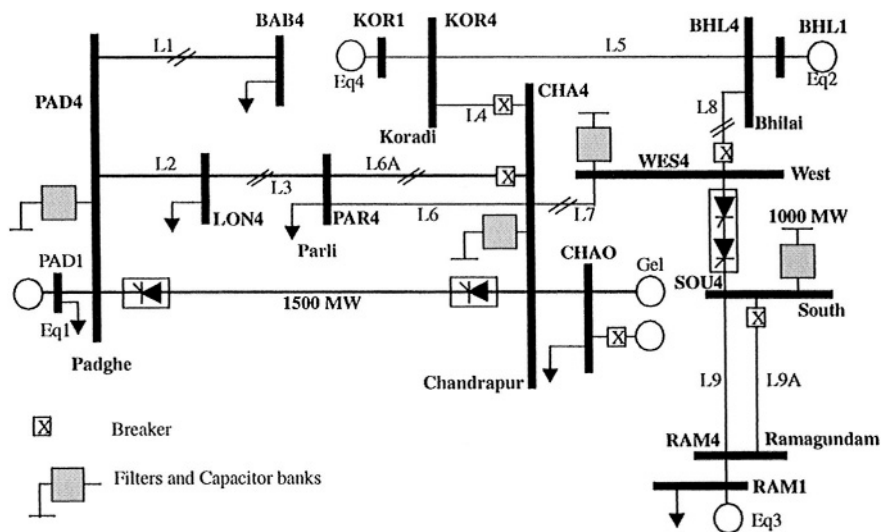 BAB4
KOR1
KOR4
BHL4
BHL1
L1
L5
Eq4
Eq2
PAD4
CHA4
L4
Koradi
L8
Bhilai
X
X
L2
L3
L6A
X
WES4
West
L6
L7
LON4
PAR4
Parli
1000 MW
PAD1
CHAO
Gel
SOU4
1500 MW
South
Eq1
X
X
Padghe
Chandrapur
L9
L9A
X
Breaker
RAM4
Ramagundam
Filters and Capacitor banks
RAM1
Eq3